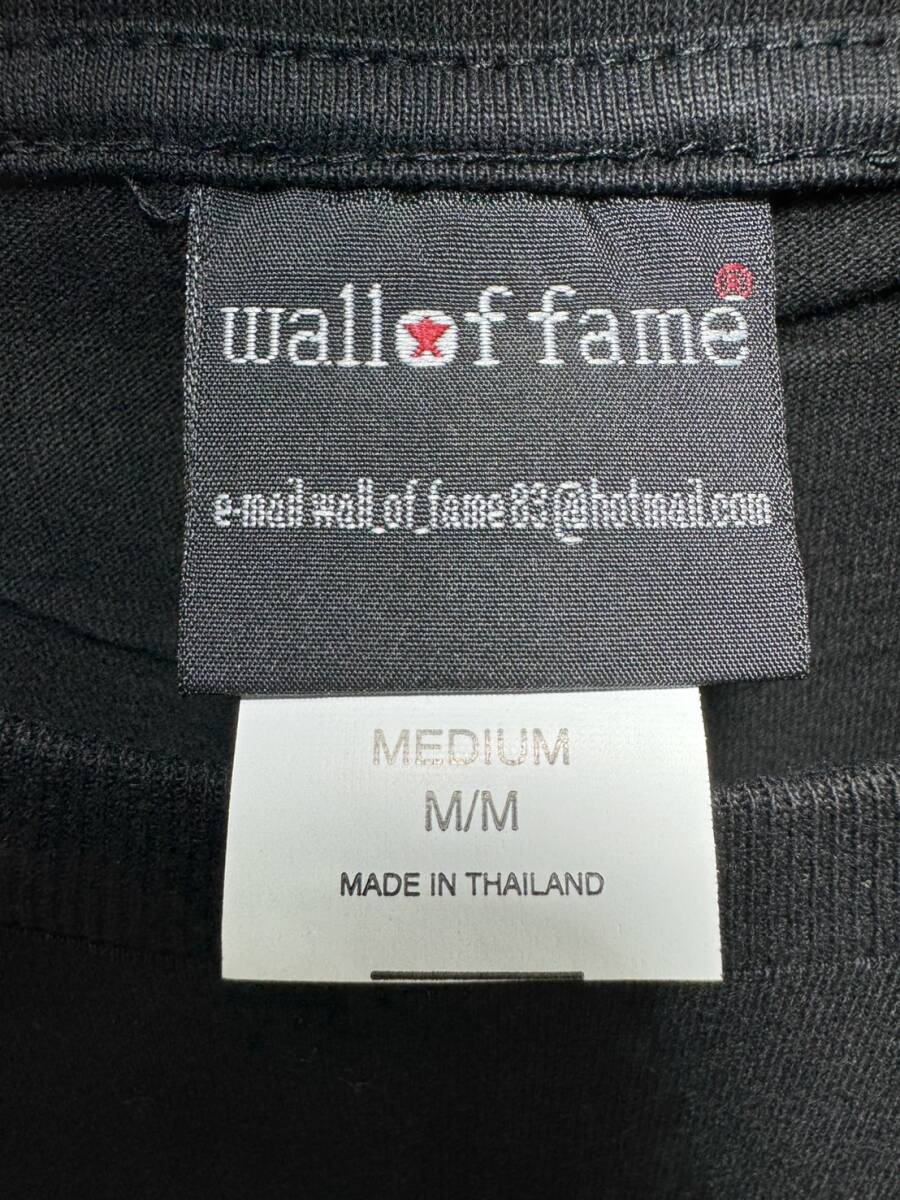 wall of fame ®
e-mail wall_of_fame83@hotmail.com
MEDIUM
M/M
MADE IN THAILAND